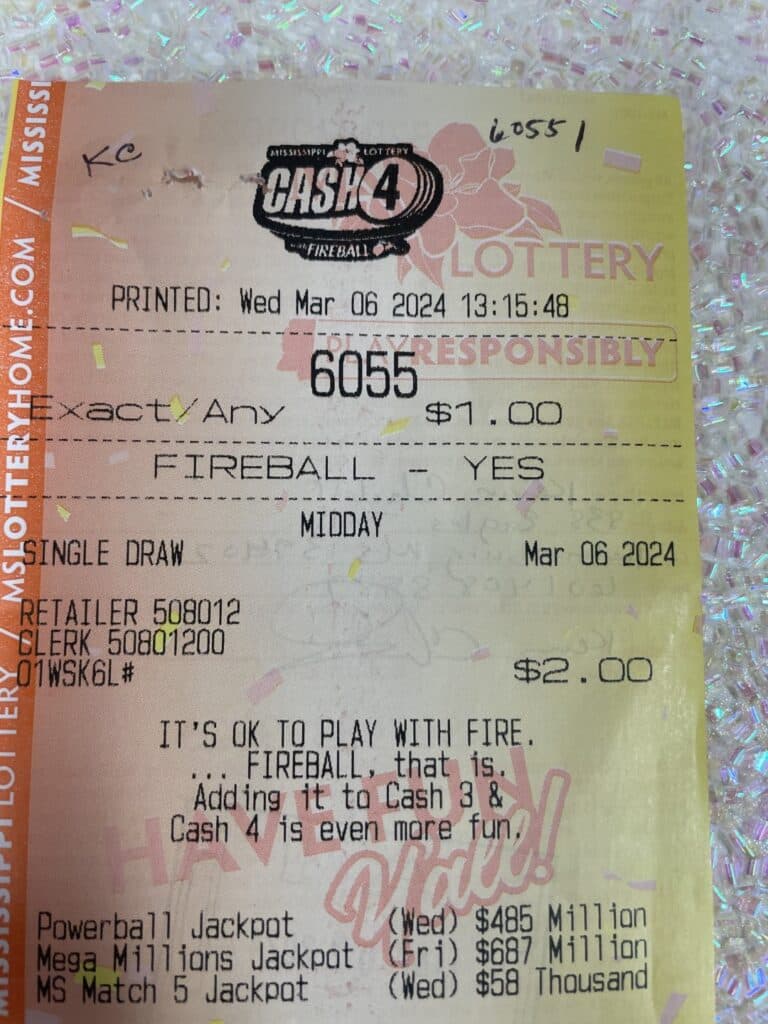 KC
60551
MISSISSIPPI LOTTERY
CASH 4
FIREBALL
LOTTERY
PRINTED: Wed Mar 06 2024 13:15:48
PLAYRESPONSIBLY
6055
Exact/Any $1.00
FIREBALL - YES
MIDDAY
SINGLE DRAW Mar 06 2024
RETAILER 508012
CLERK 50801200
01WSK6L# $2.00
IT'S OK TO PLAY WITH FIRE.
... FIREBALL, that is.
Adding it to Cash 3 &
Cash 4 is even more fun.
HAVE FUN
Y'all!
Powerball Jackpot (Wed) $485 Million
Mega Millions Jackpot (Fri) $687 Million
MS Match 5 Jackpot (Wed) $58 Thousand
MISSISSIPPI LOTTERY / MSLOTTERYHOME.COM / MISSISSI